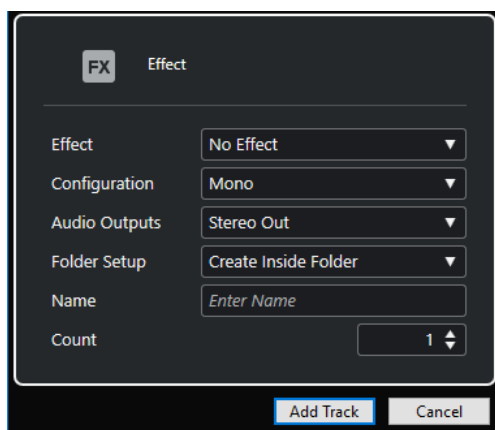 FX Effect
Effect No Effect
Configuration Mono
Audio Outputs Stereo Out
Folder Setup Create Inside Folder
Name Enter Name
Count 1
Add Track Cancel